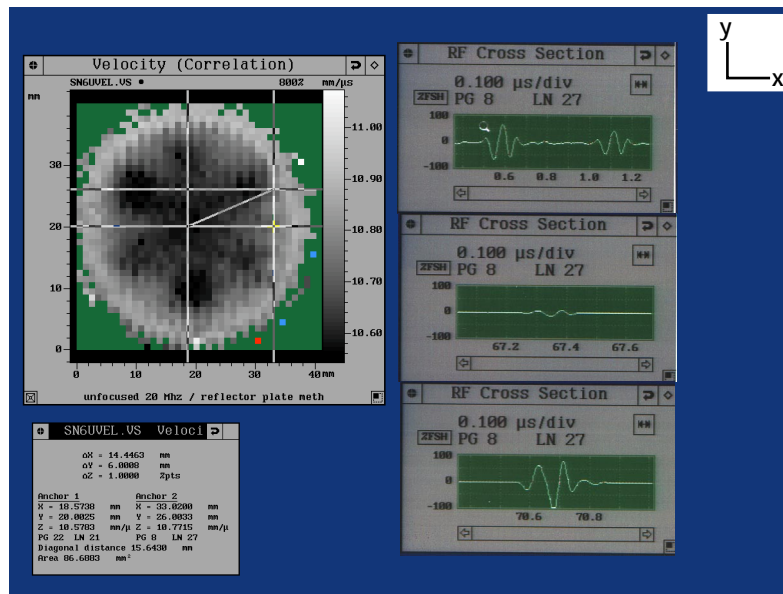 y
x
Velocity (Correlation)
SN6UVEL.VS
800% mm/µs
mm
11.00
10.90
10.80
10.70
10.60
30
20
10
0
0 10 20 30 40 mm
unfocused 20 Mhz / reflector plate meth
SN6UVEL.VS Veloci
ΔX = 14.4463 mm
ΔY = 6.0008 mm
ΔZ = 1.0000 Zpts
Anchor 1 Anchor 2
X = 18.5738 mm X = 33.0200 mm
Y = 20.0025 mm Y = 26.0033 mm
Z = 10.5783 mm/µ Z = 10.7715 mm/µ
PG 22 LN 21 PG 8 LN 27
Diagonal distance 15.6430 mm
Area 86.6883 mm²
RF Cross Section
0.100 µs/div
ZFSH PG 8 LN 27
100
0
-100
0.6 0.8 1.0 1.2
RF Cross Section
0.100 µs/div
ZFSH PG 8 LN 27
100
0
-100
67.2 67.4 67.6
RF Cross Section
0.100 µs/div
ZFSH PG 8 LN 27
100
0
-100
70.6 70.8